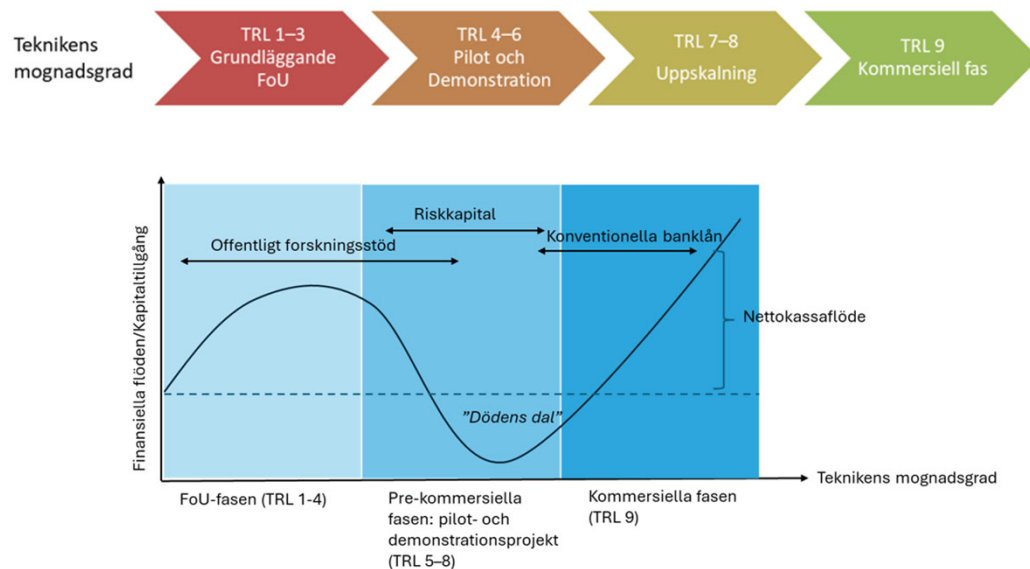 Teknikens
mognadsgrad
TRL 1–3
Grundläggande
FoU
TRL 4–6
Pilot och
Demonstration
TRL 7–8
Uppskalning
TRL 9
Kommersiell fas
Finansiella flöden/Kapitaltillgång
Riskkapital
Offentligt forskningsstöd
Konventionella banklån
Nettokassaflöde
”Dödens dal”
Teknikens mognadsgrad
FoU-fasen (TRL 1-4)
Pre-kommersiella
fasen: pilot- och
demonstrationsprojekt
(TRL 5–8)
Kommersiella fasen
(TRL 9)